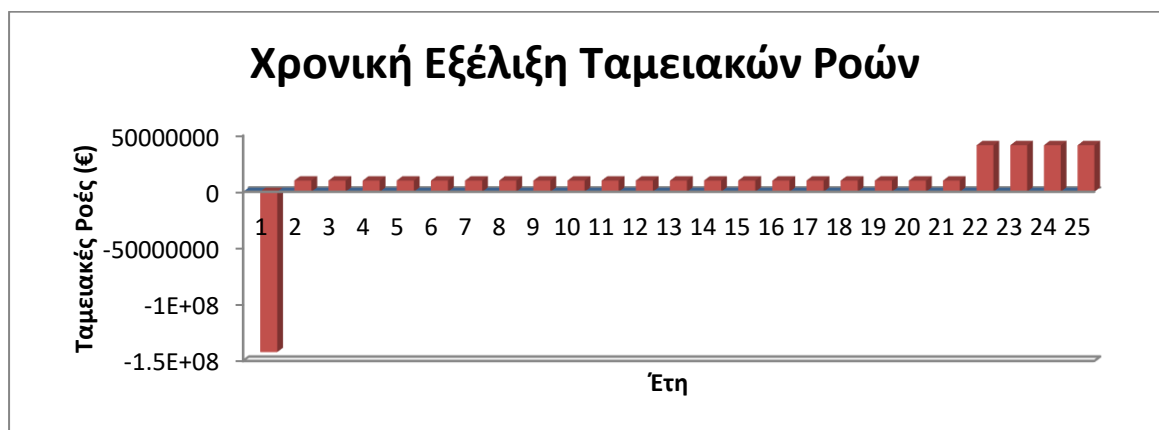 Χρονική Εξέλιξη Ταμειακών Ροών
Ταμειακές Ροές (€)
50000000
0
-50000000
-1E+08
-1.5E+08
1 2 3 4 5 6 7 8 9 10 11 12 13 14 15 16 17 18 19 20 21 22 23 24 25
Έτη